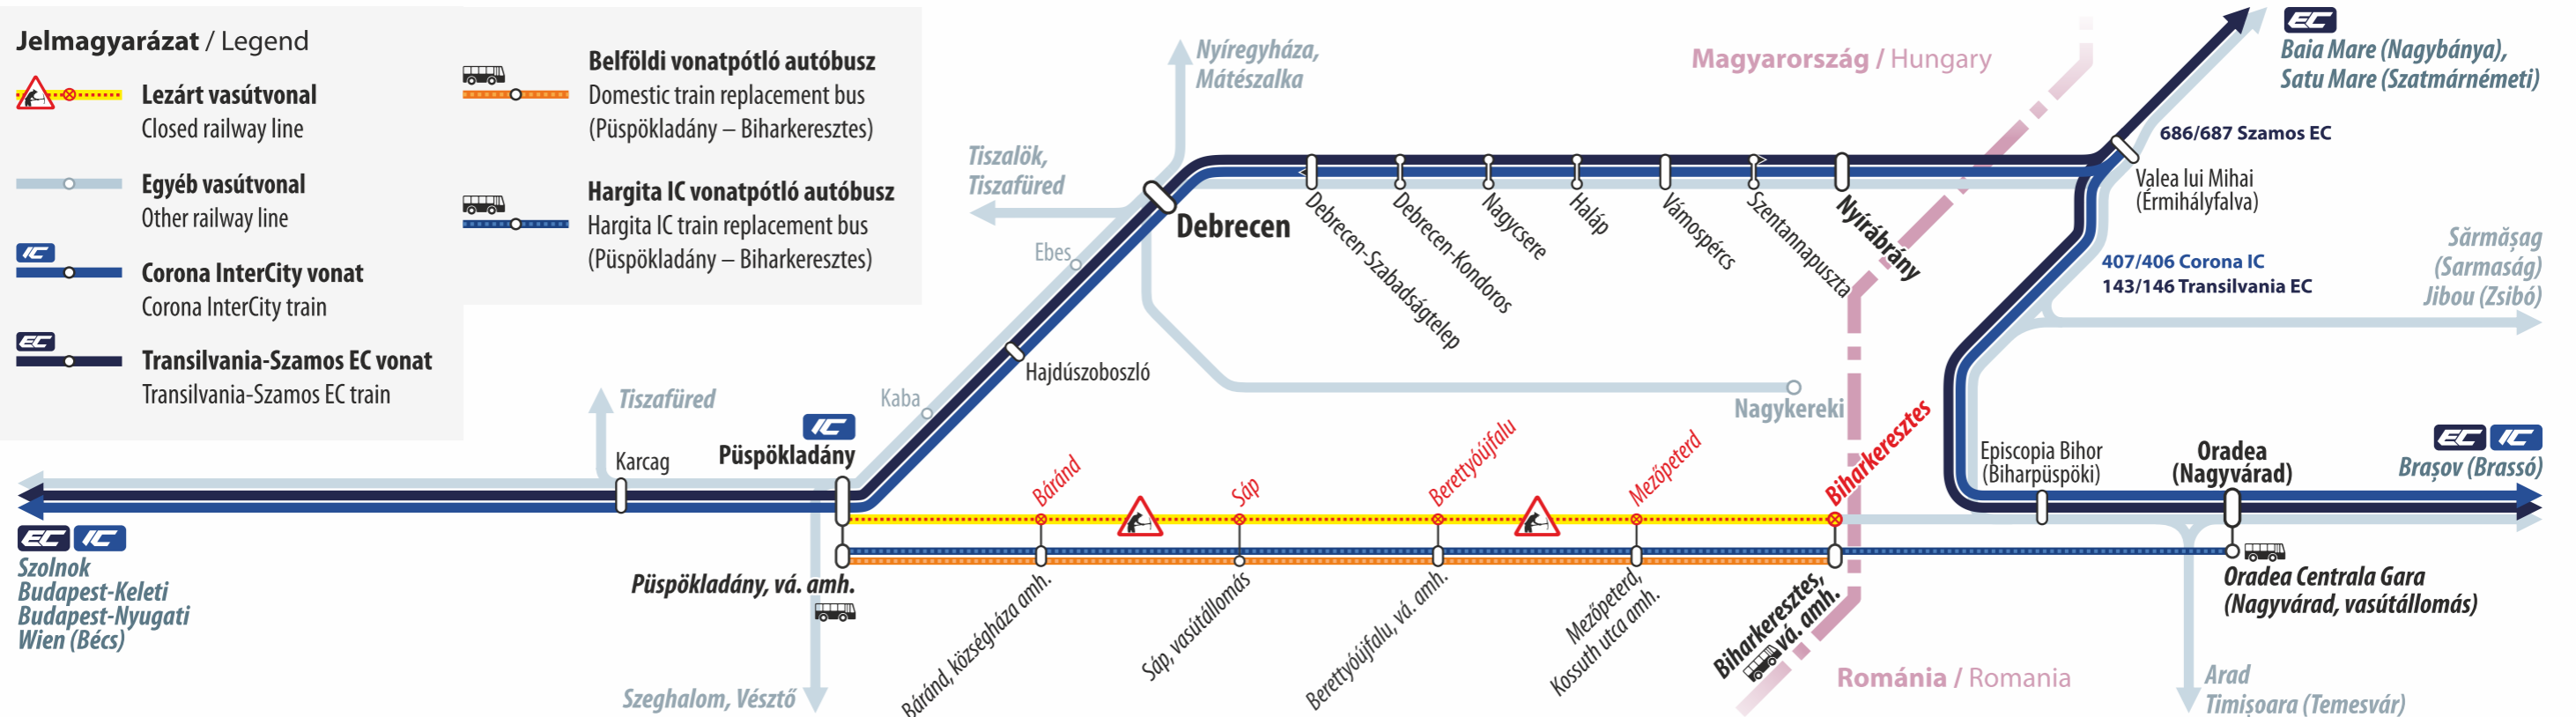 Jelmagyarázat / Legend
Lezárt vasútvonal
Closed railway line
Egyéb vasútvonal
Other railway line
IC
Corona InterCity vonat
Corona InterCity train
EC
Transilvania-Szamos EC vonat
Transilvania-Szamos EC train
Belföldi vonatpótló autóbusz
Domestic train replacement bus
(Püspökladány – Biharkeresztes)
Hargita IC vonatpótló autóbusz
Hargita IC train replacement bus
(Püspökladány – Biharkeresztes)
Nyíregyháza,
Mátészalka
Tiszalök,
Tiszafüred
Magyarország / Hungary
EC
Baia Mare (Nagybánya),
Satu Mare (Szatmárnémeti)
686/687 Szamos EC
Valea lui Mihai
(Érmihályfalva)
Debrecen
Debrecen-Szabadságtelep
Debrecen-Kondoros
Nagycsere
Haláp
Vámospércs
Szentannapuszta
Nyírábrány
407/406 Corona IC
143/146 Transilvania EC
Sărmășag
(Sarmaság)
Jibou (Zsibó)
Ebes
Hajdúszoboszló
Kaba
Nagykereki
Tiszafüred
Karcag
IC
Püspökladány
Báránd
Sáp
Berettyóújfalu
Mezőpeterd
Biharkeresztes
Episcopia Bihor
(Biharpüspöki)
Oradea
(Nagyvárad)
EC IC
Brașov (Brassó)
EC IC
Szolnok
Budapest-Keleti
Budapest-Nyugati
Wien (Bécs)
Püspökladány, vá. amh.
Szeghalom, Vésztő
Báránd, községháza amh.
Sáp, vasútállomás
Berettyóújfalu, vá. amh.
Mezőpeterd,
Kossuth utca amh.
Biharkeresztes,
vá. amh.
Románia / Romania
Oradea Centrala Gara
(Nagyvárad, vasútállomás)
Arad
Timișoara (Temesvár)